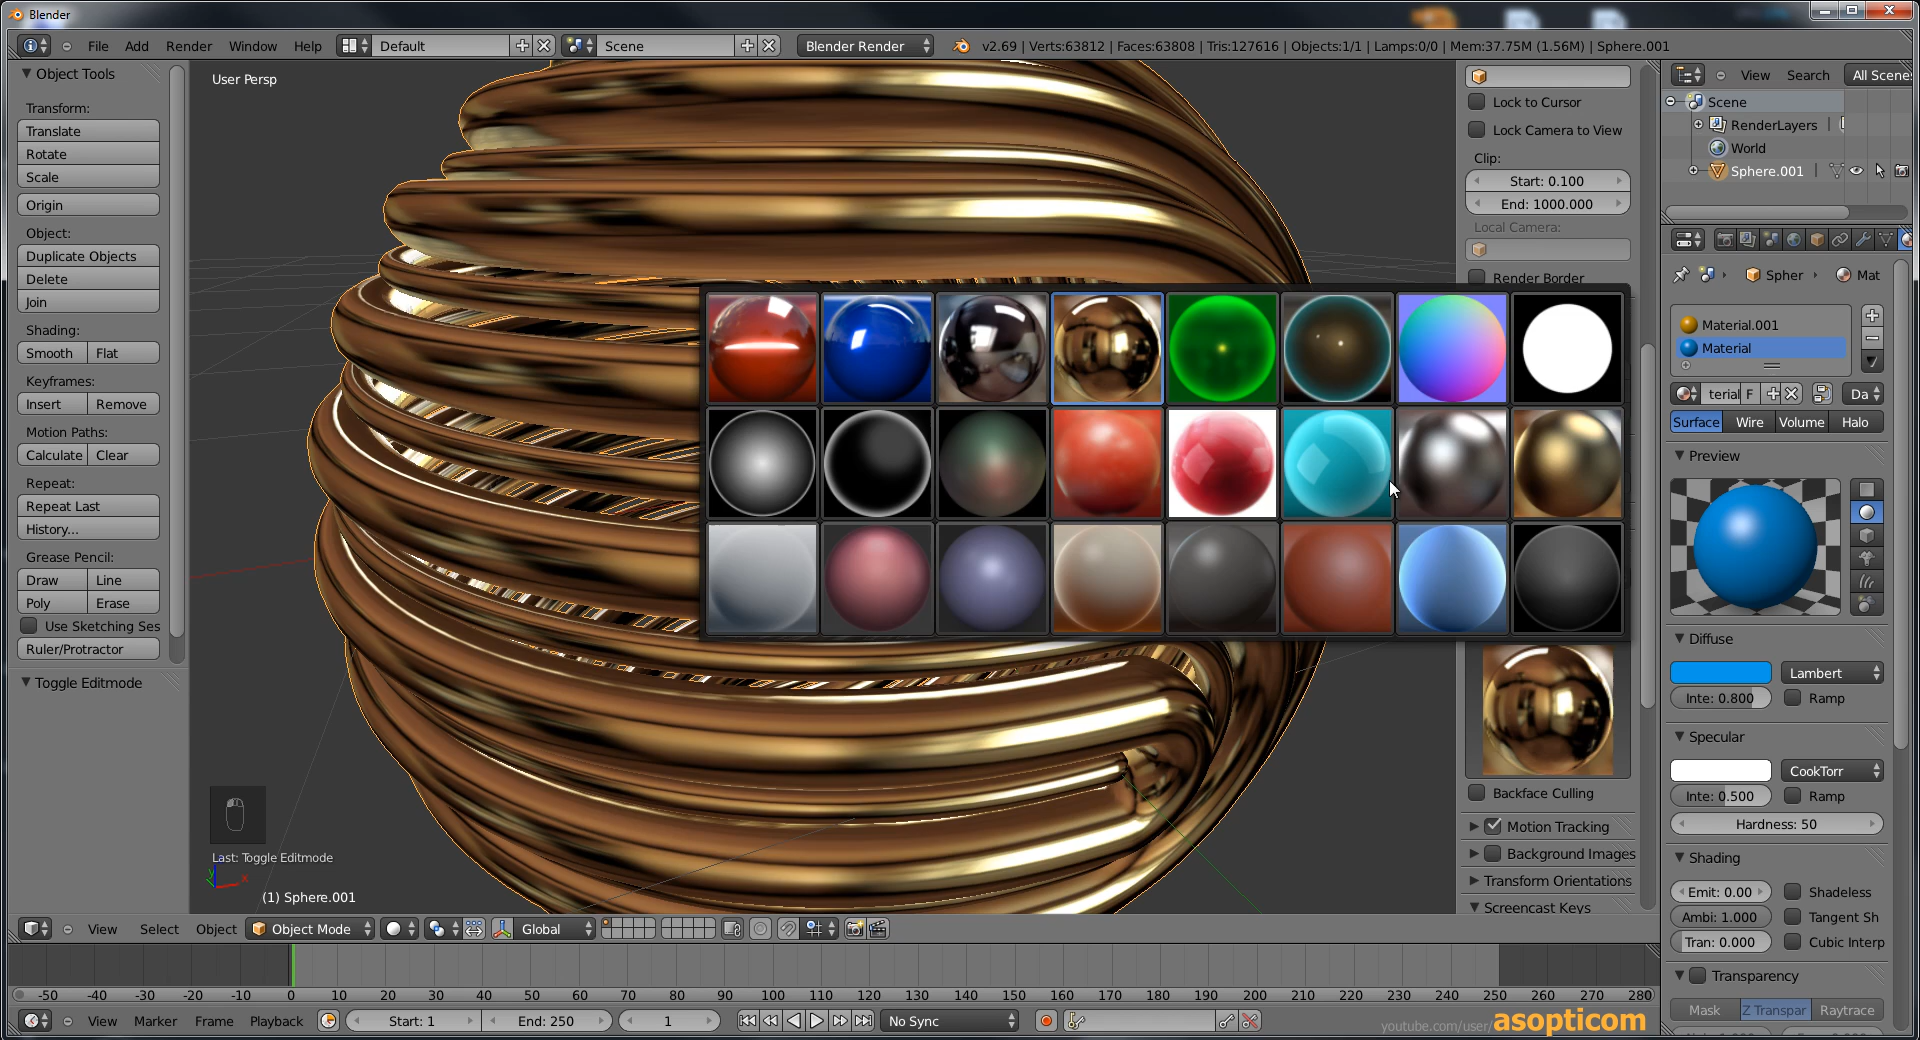 Blender
File Add Render Window Help Default Scene Blender Render v2.69 | Verts:63812 | Faces:63808 | Tris:127616 | Objects:1/1 | Lamps:0/0 | Mem:37.75M (1.56M) | Sphere.001
Object Tools
Transform:
Translate
Rotate
Scale
Origin
Object:
Duplicate Objects
Delete
Join
Shading:
Smooth Flat
Keyframes:
Insert Remove
Motion Paths:
Calculate Clear
Repeat:
Repeat Last
History...
Grease Pencil:
Draw Line
Poly Erase
Use Sketching Ses
Ruler/Protractor
Toggle Editmode
User Persp
Last: Toggle Editmode
y x
(1) Sphere.001
Lock to Cursor
Lock Camera to View
Clip:
Start: 0.100
End: 1000.000
Local Camera:
Render Border
Backface Culling
Motion Tracking
Background Images
Transform Orientations
Screencast Keys
View Search All Scene
Scene
RenderLayers
World
Sphere.001
Spher Mat
Material.001
Material
terial F Da
Surface Wire Volume Halo
Preview
Diffuse
Lambert
Inte: 0.800 Ramp
Specular
CookTorr
Inte: 0.500 Ramp
Hardness: 50
Shading
Emit: 0.00 Shadeless
Ambi: 1.000 Tangent Sh
Tran: 0.000 Cubic Interp
Transparency
Mask Z Transpar Raytrace
View Select Object Object Mode Global
-50 -40 -30 -20 -10 0 10 20 30 40 50 60 70 80 90 100 110 120 130 140 150 160 170 180 190 200 210 220 230 240 250 260 270 280
View Marker Frame Playback Start: 1 End: 250 1 No Sync
youtube.com/user/asopticom